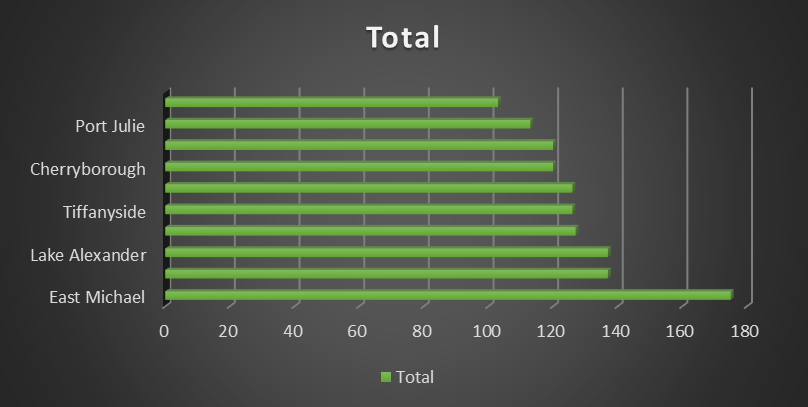 Total
Port Julie
Cherryborough
Tiffanyside
Lake Alexander
East Michael
0 20 40 60 80 100 120 140 160 180
Total